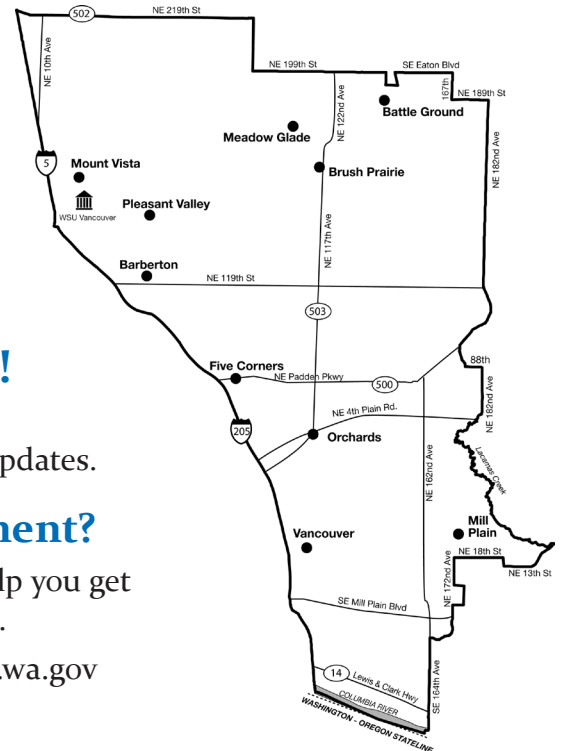 502
NE 219th St
NE 10th Ave
NE 199th St
SE Eaton Blvd
167th
NE 189th St
NE 122nd Ave
Battle Ground
Meadow Glade
NE 182nd Ave
5
Mount Vista
Brush Prairie
WSU Vancouver
Pleasant Valley
NE 117th Ave
Barberton
NE 119th St
503
!
Five Corners
NE Padden Pkwy
500
88th
NE 182nd Ave
NE 4th Plain Rd.
205
Orchards
pdates.
NE 162nd Ave
Lacamas Creek
ment?
Vancouver
Mill
Plain
NE 18th St
NE 13th St
lp you get
NE 172nd Ave
SE Mill Plain Blvd
.
.wa.gov
14
Lewis & Clark Hwy
SE 164th Ave
COLUMBIA RIVER
WASHINGTON - OREGON STATELINE